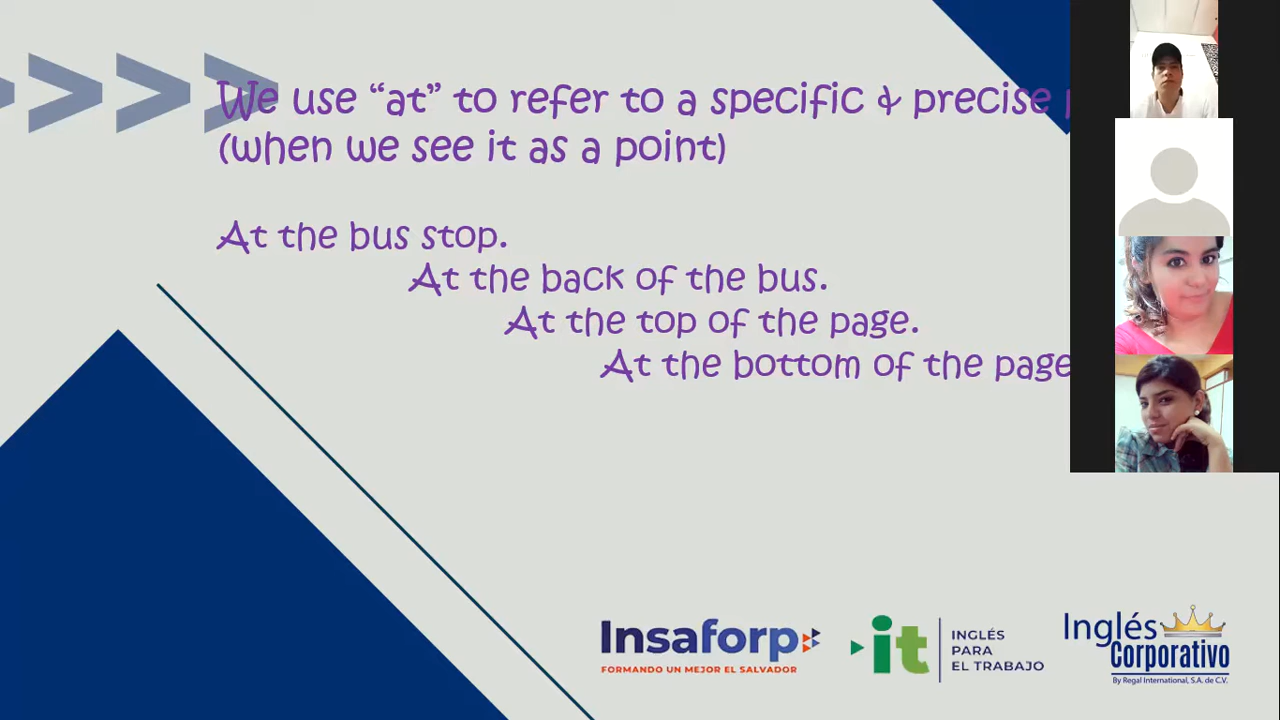 We use “at” to refer to a specific & precise
(when we see it as a point)
At the bus stop.
At the back of the bus.
At the top of the page.
At the bottom of the page
Insaforp
FORMANDO UN MEJOR EL SALVADOR
it
INGLÉS
PARA
EL TRABAJO
Inglés
Corporativo
By Regal International, S.A. de C.V.